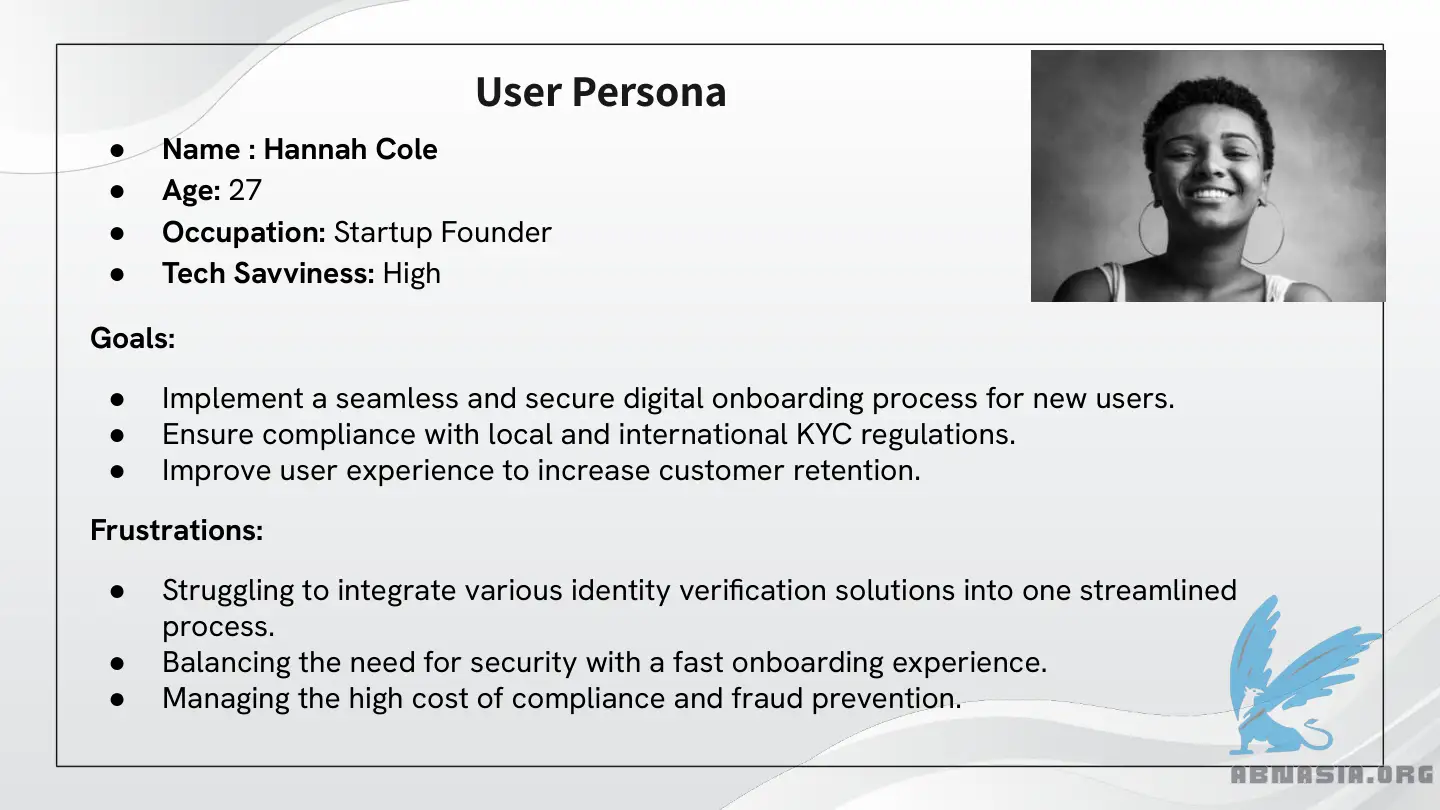 User Persona
● Name : Hannah Cole
● Age: 27
● Occupation: Startup Founder
● Tech Savviness: High
Goals:
● Implement a seamless and secure digital onboarding process for new users.
● Ensure compliance with local and international KYC regulations.
● Improve user experience to increase customer retention.
Frustrations:
● Struggling to integrate various identity verification solutions into one streamlined
process.
● Balancing the need for security with a fast onboarding experience.
● Managing the high cost of compliance and fraud prevention.
ABNASIA.ORG